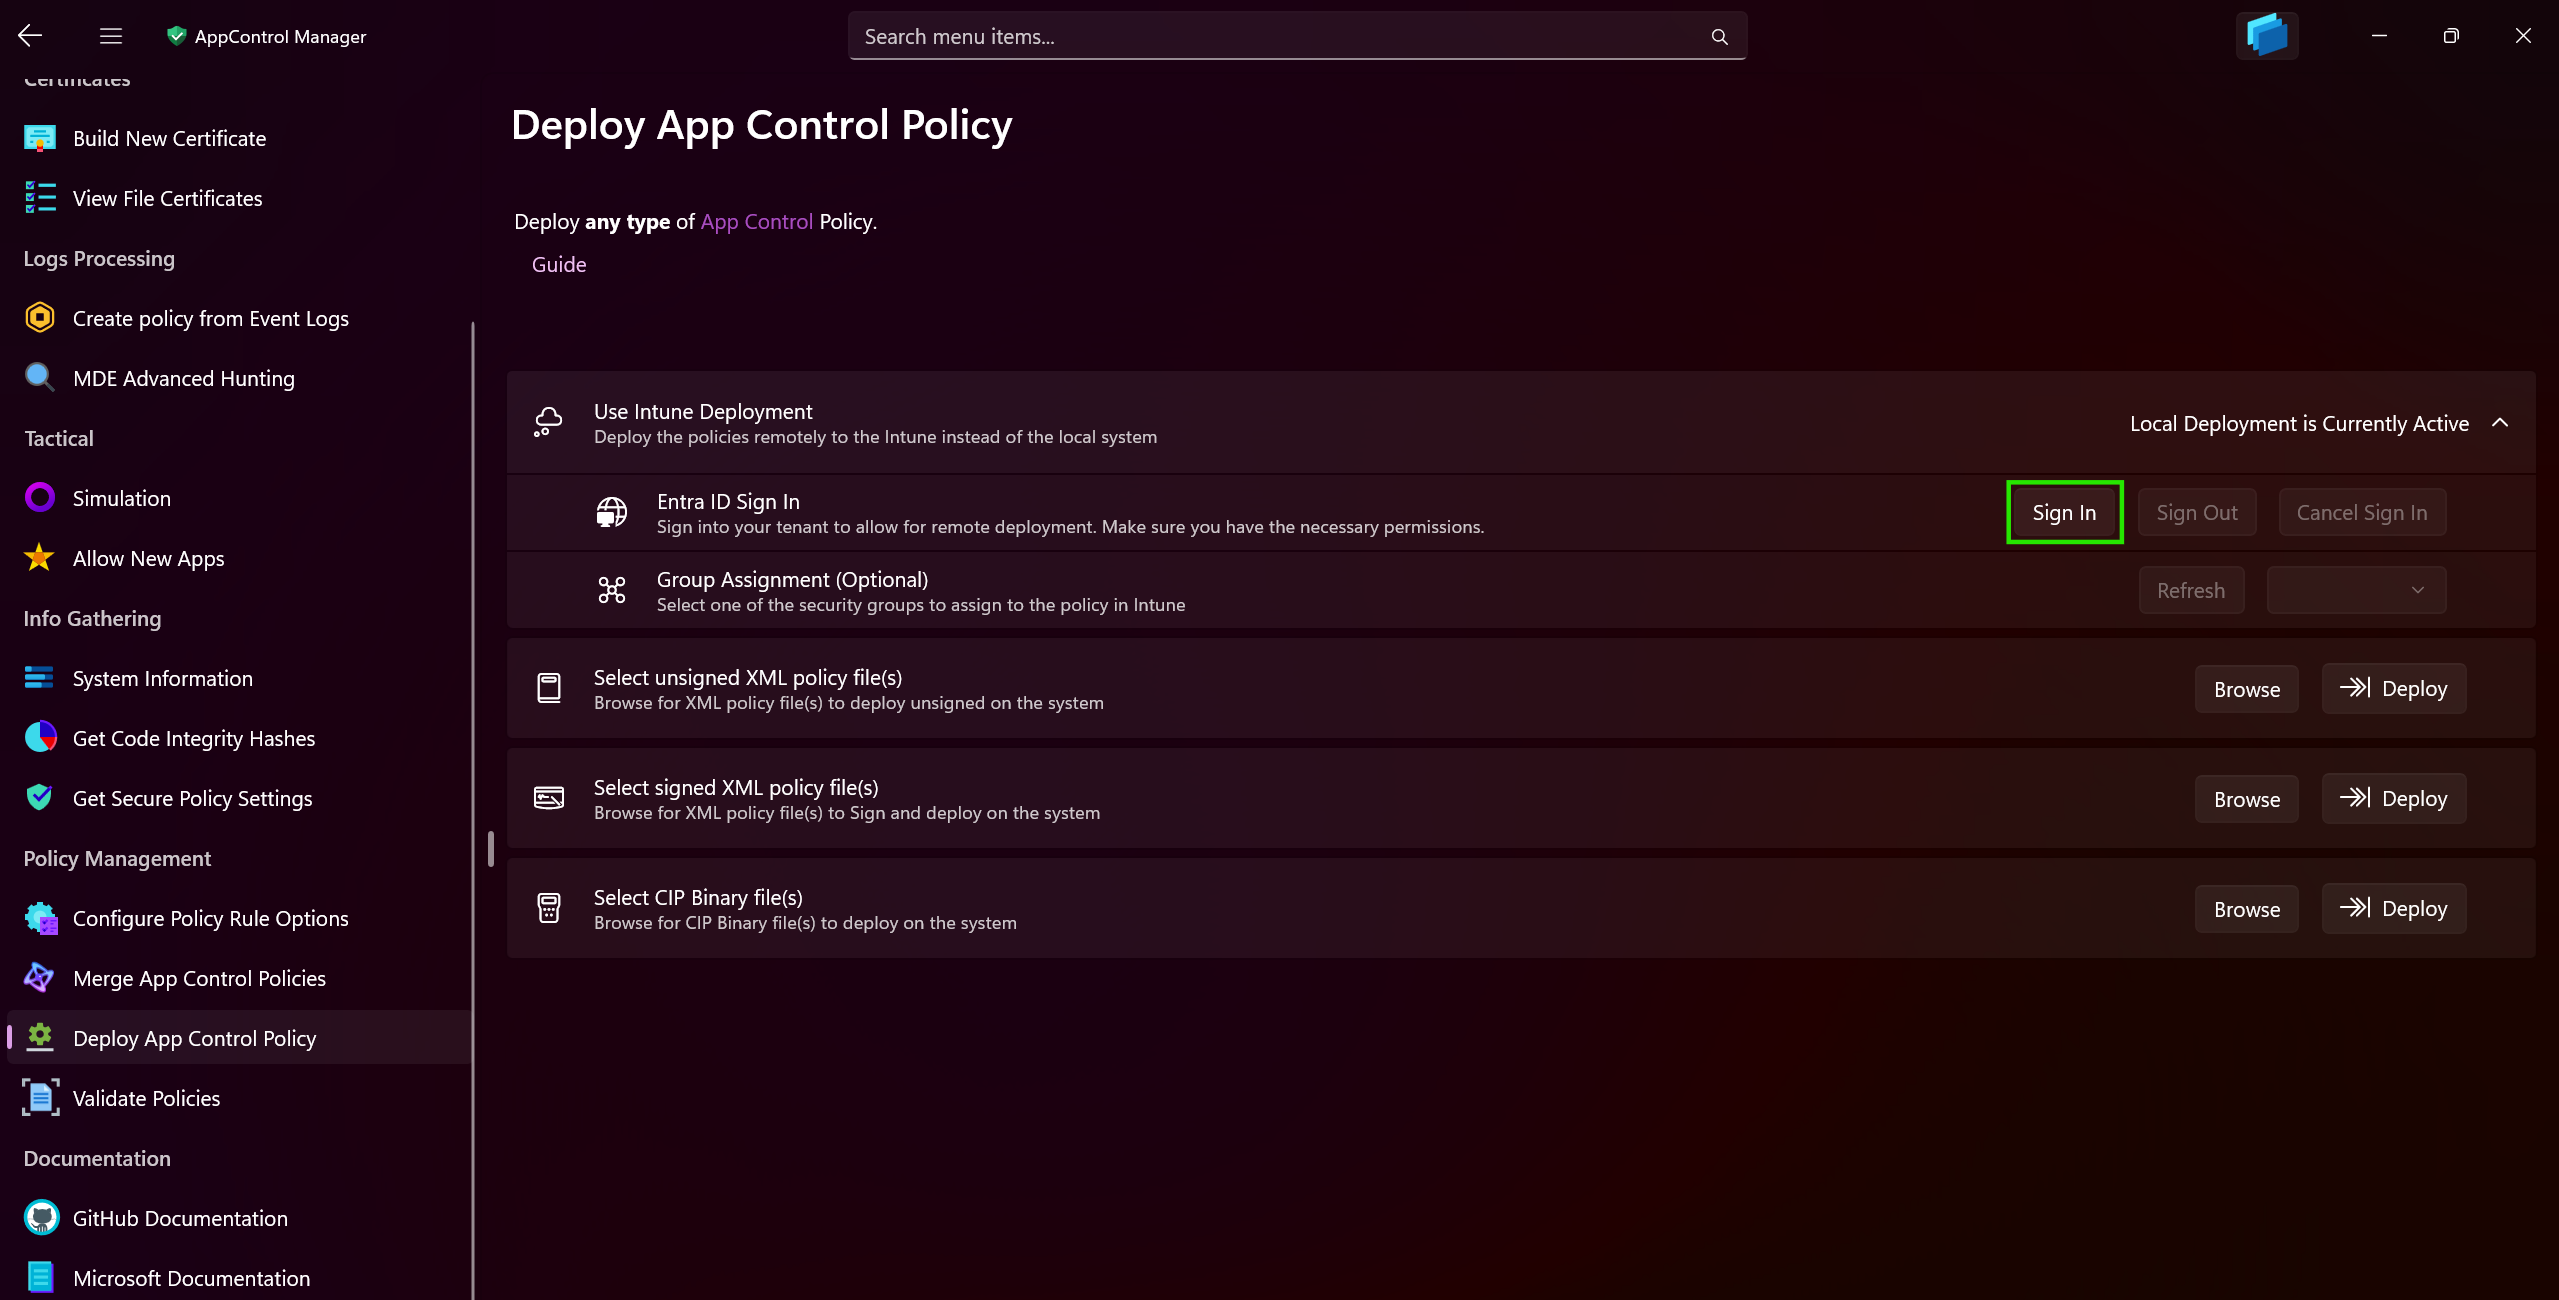 AppControl Manager
Search menu items...
Certificates
Build New Certificate
View File Certificates
Logs Processing
Create policy from Event Logs
MDE Advanced Hunting
Tactical
Simulation
Allow New Apps
Info Gathering
System Information
Get Code Integrity Hashes
Get Secure Policy Settings
Policy Management
Configure Policy Rule Options
Merge App Control Policies
Deploy App Control Policy
Validate Policies
Documentation
GitHub Documentation
Microsoft Documentation
Deploy App Control Policy
Deploy any type of App Control Policy.
Guide
Use Intune Deployment
Deploy the policies remotely to the Intune instead of the local system
Local Deployment is Currently Active
Entra ID Sign In
Sign into your tenant to allow for remote deployment. Make sure you have the necessary permissions.
Sign In
Sign Out
Cancel Sign In
Group Assignment (Optional)
Select one of the security groups to assign to the policy in Intune
Refresh
Select unsigned XML policy file(s)
Browse for XML policy file(s) to deploy unsigned on the system
Browse
Deploy
Select signed XML policy file(s)
Browse for XML policy file(s) to Sign and deploy on the system
Browse
Deploy
Select CIP Binary file(s)
Browse for CIP Binary file(s) to deploy on the system
Browse
Deploy